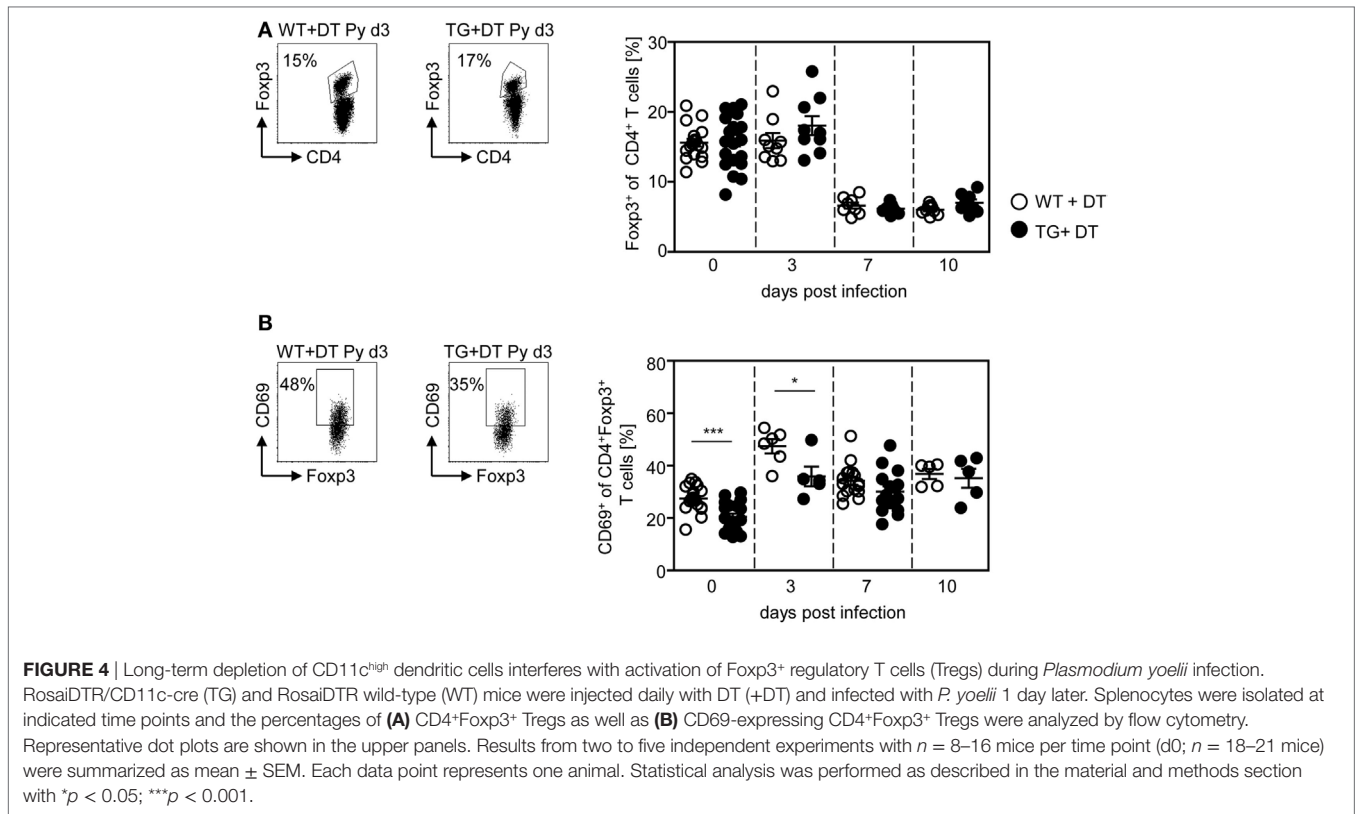 A
WT+DT Py d3
TG+DT Py d3
15%
17%
Foxp3
Foxp3
CD4
CD4
Foxp3⁺ of CD4⁺ T cells [%]
30
20
10
0
0 3 7 10
days post infection
WT + DT
TG+ DT
B
WT+DT Py d3
TG+DT Py d3
48%
35%
CD69
CD69
Foxp3
Foxp3
CD69⁺ of CD4⁺Foxp3⁺
T cells [%]
80
60
40
20
0
***
*
0 3 7 10
days post infection
FIGURE 4 | Long-term depletion of CD11cʰⁱᵍʰ dendritic cells interferes with activation of Foxp3⁺ regulatory T cells (Tregs) during Plasmodium yoelii infection.
RosaiDTR/CD11c-cre (TG) and RosaiDTR wild-type (WT) mice were injected daily with DT (+DT) and infected with P. yoelii 1 day later. Splenocytes were isolated at
indicated time points and the percentages of (A) CD4⁺Foxp3⁺ Tregs as well as (B) CD69-expressing CD4⁺Foxp3⁺ Tregs were analyzed by flow cytometry.
Representative dot plots are shown in the upper panels. Results from two to five independent experiments with n = 8–16 mice per time point (d0; n = 18–21 mice)
were summarized as mean ± SEM. Each data point represents one animal. Statistical analysis was performed as described in the material and methods section
with *p < 0.05; ***p < 0.001.